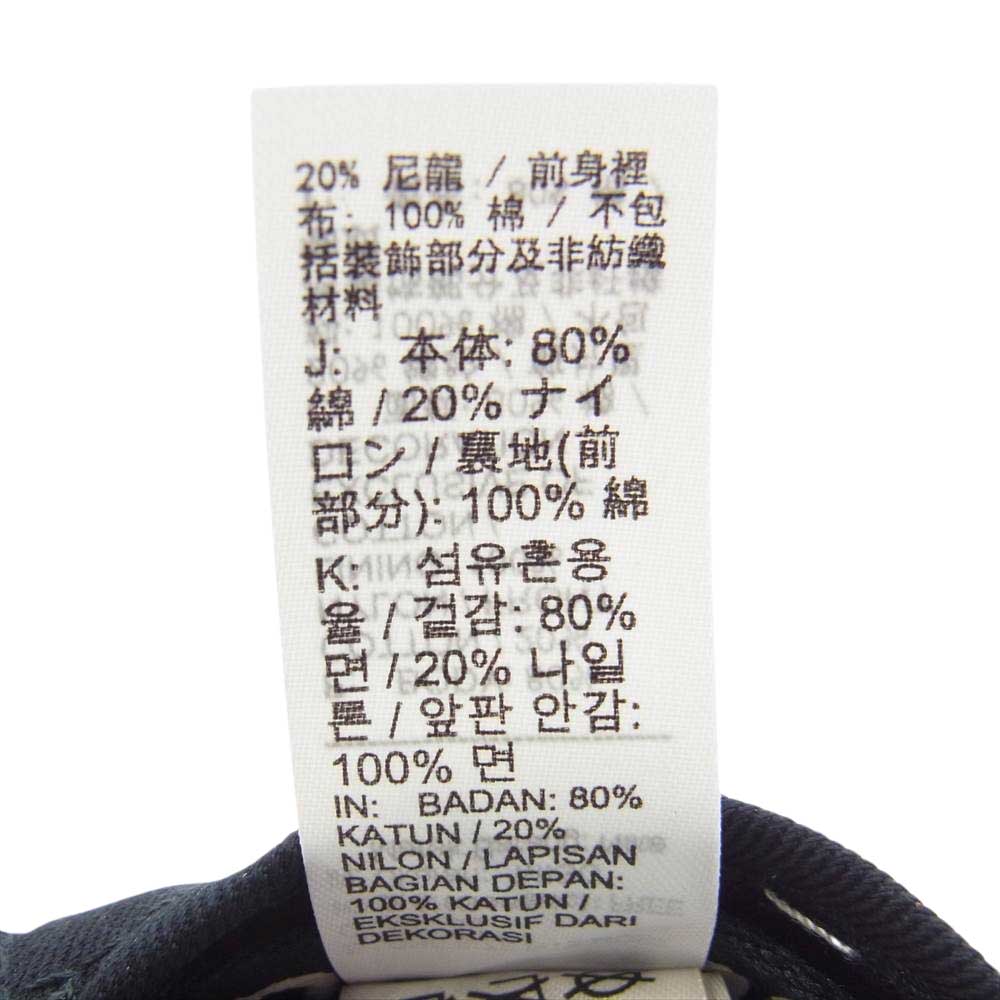 20% 尼龍 / 前身裡
布: 100% 棉 / 不包
括裝飾部分及非紡織
材料
J: 本体: 80%
綿 / 20% ナイ
ロン / 裏地(前
部分): 100% 綿
K: 섬유혼용
율 / 겉감: 80%
면 / 20% 나일
론 / 앞판 안감:
100% 면
IN: BADAN: 80%
KATUN / 20%
NILON / LAPISAN
BAGIAN DEPAN:
100% KATUN /
EKSKLUSIF DARI
DEKORASI